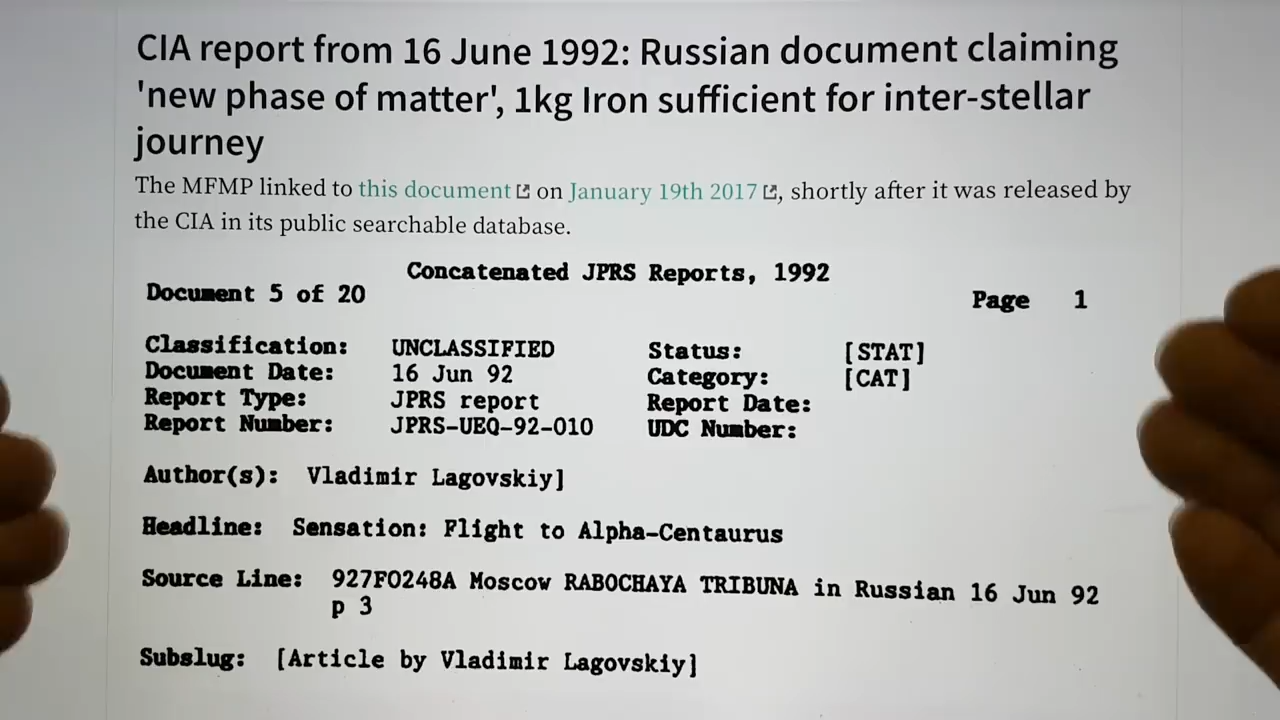 CIA report from 16 June 1992: Russian document claiming
'new phase of matter', 1kg Iron sufficient for inter-stellar
journey
The MFMP linked to this document on January 19th 2017, shortly after it was released by
the CIA in its public searchable database.
Concatenated JPRS Reports, 1992
Document 5 of 20 Page 1
Classification: UNCLASSIFIED Status: [STAT]
Document Date: 16 Jun 92 Category: [CAT]
Report Type: JPRS report Report Date:
Report Number: JPRS-UEQ-92-010 UDC Number:
Author(s): Vladimir Lagovskiy]
Headline: Sensation: Flight to Alpha-Centaurus
Source Line: 927F0248A Moscow RABOCHAYA TRIBUNA in Russian 16 Jun 92
p 3
Subslug: [Article by Vladimir Lagovskiy]